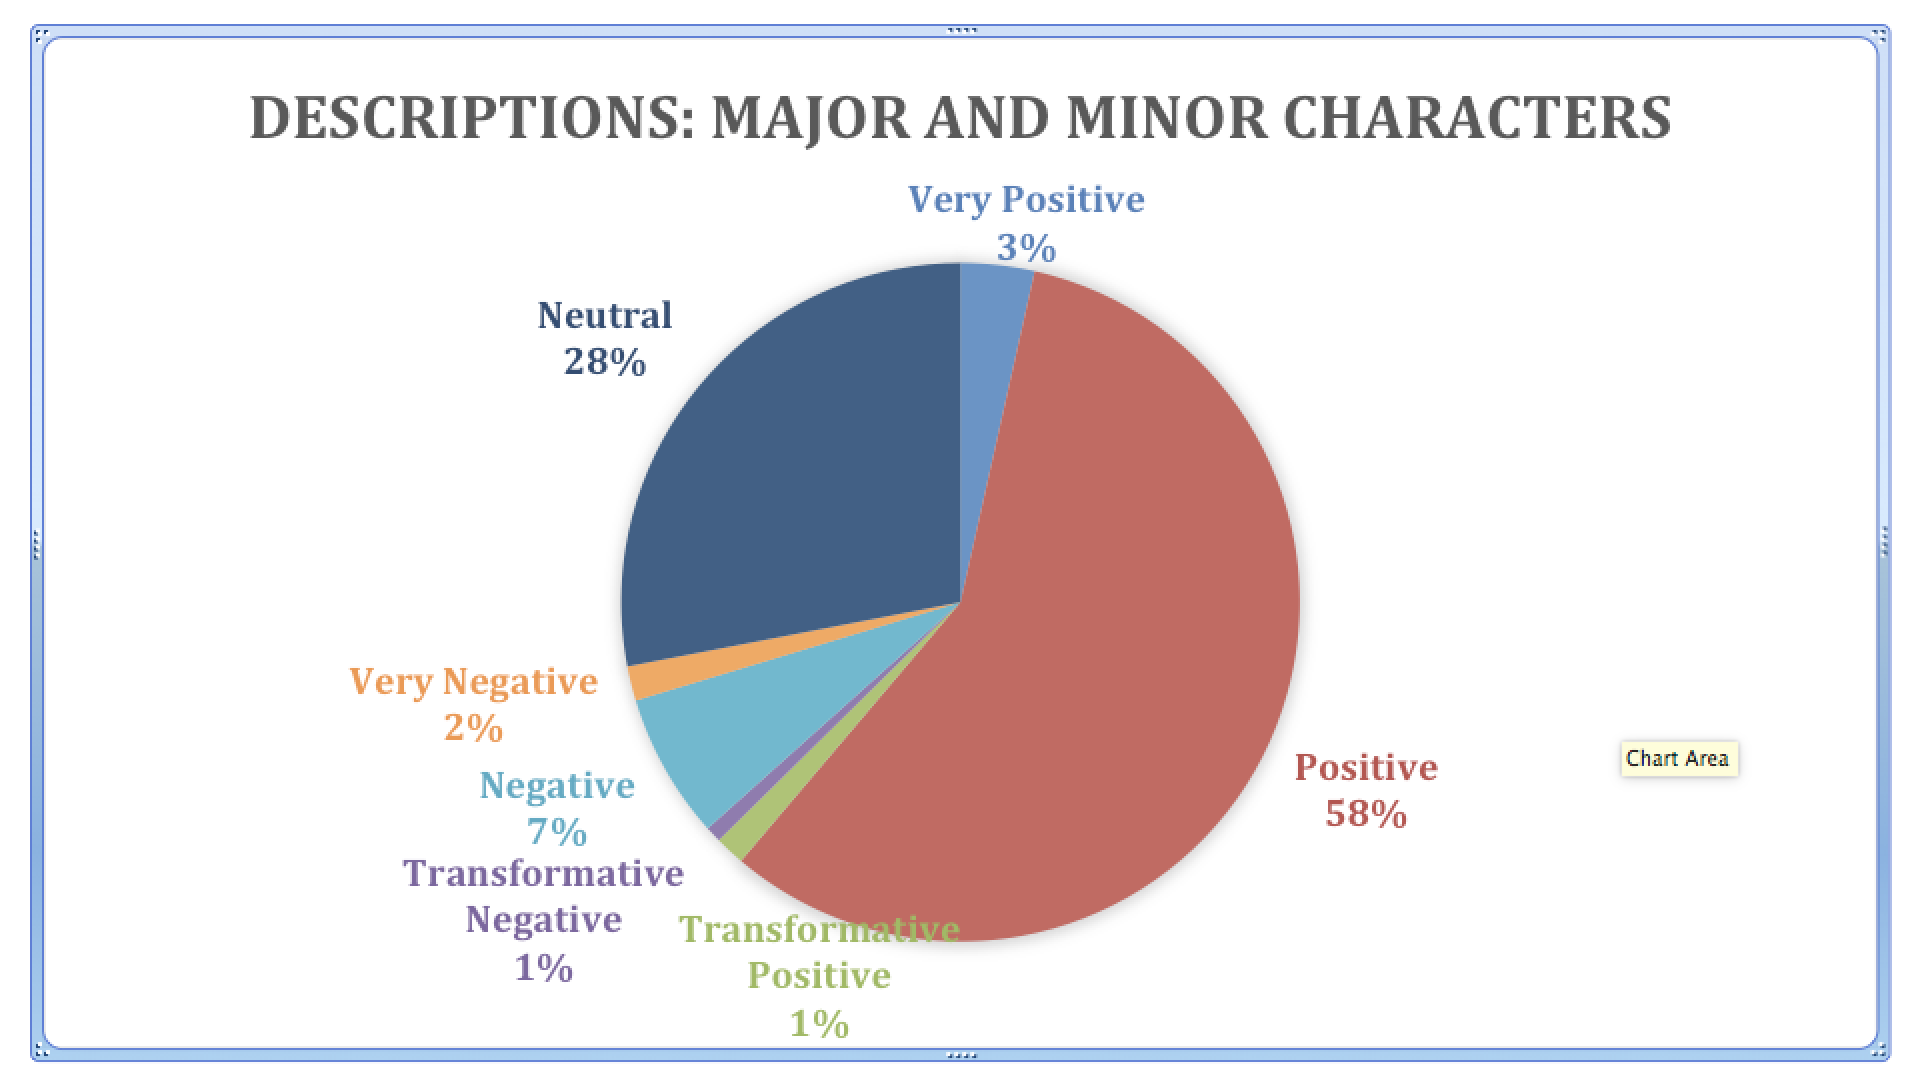 DESCRIPTIONS: MAJOR AND MINOR CHARACTERS
Very Positive
3%
Neutral
28%
Very Negative
2%
Positive
58%
Chart Area
Negative
7%
Transformative
Negative
1%
Transformative
Positive
1%